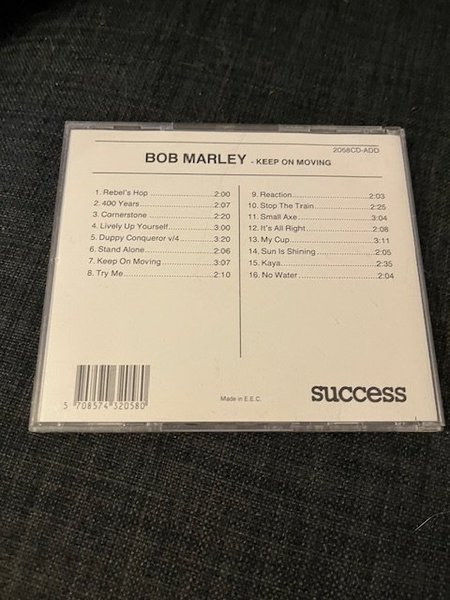 2058CD-ADD
BOB MARLEY - KEEP ON MOVING
1. Rebel's Hop 2:00
2. 400 Years 2:07
3. Cornerstone 2:20
4. Lively Up Yourself 3:00
5. Duppy Conqueror v/4 3:20
6. Stand Alone 2:06
7. Keep On Moving 3:07
8. Try Me 2:10
9. Reaction 2:03
10. Stop The Train 2:25
11. Small Axe 3:04
12. It's All Right 2:08
13. My Cup 3:11
14. Sun Is Shining 2:05
15. Kaya 2:35
16. No Water 2:04
5 708574 320580
Made in E.E.C.
success